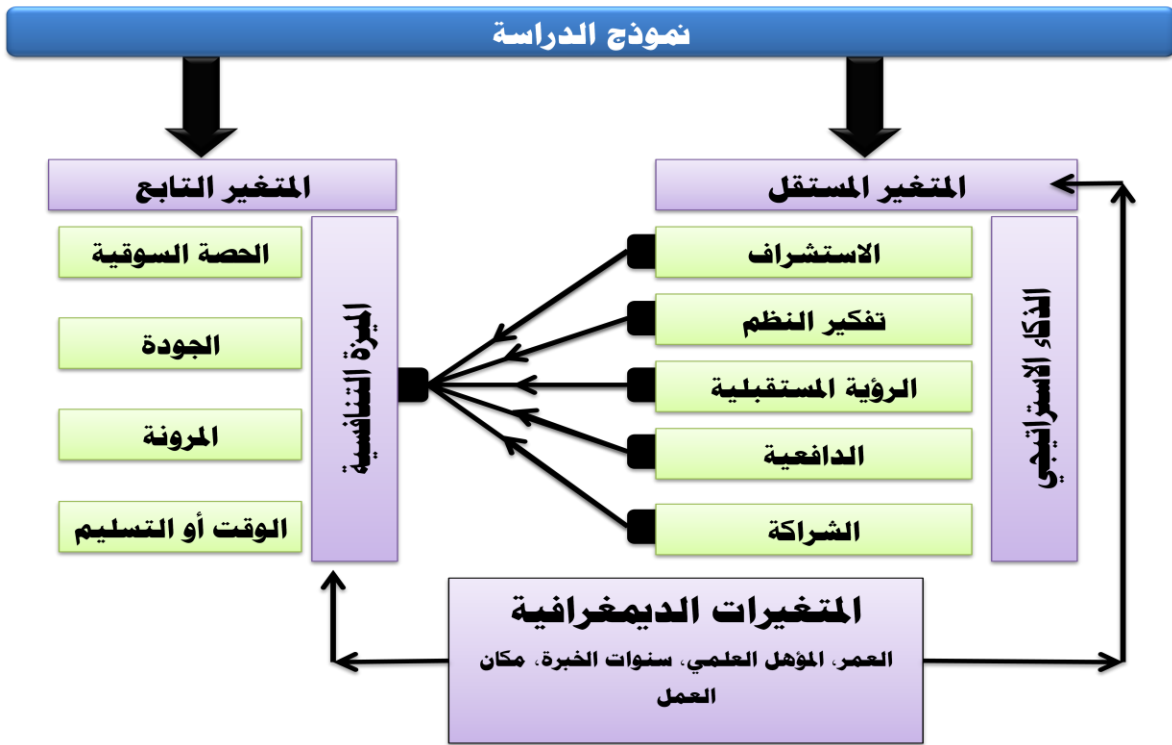 نموذج الدراسة
المتغير المستقل
المتغير التابع
الذكاء الاستراتيجي
الاستشراف
تفكير النظم
الرؤية المستقبلية
الدافعية
الشراكة
الميزة التنافسية
الحصة السوقية
الجودة
المرونة
الوقت أو التسليم
المتغيرات الديمغرافية
العمر، المؤهل العلمي، سنوات الخبرة، مكان
العمل